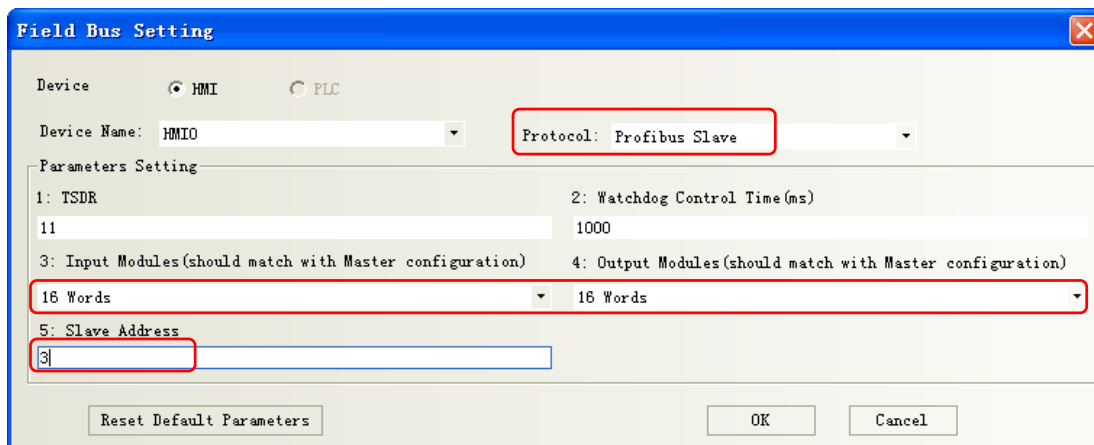 Field Bus Setting
Device HMI PLC
Device Name: HMI0 Protocol: Profibus Slave
Parameters Setting
1: TSDR 2: Watchdog Control Time(ms)
11 1000
3: Input Modules(should match with Master configuration) 4: Output Modules(should match with Master configuration)
16 Words 16 Words
5: Slave Address
3
Reset Default Parameters OK Cancel